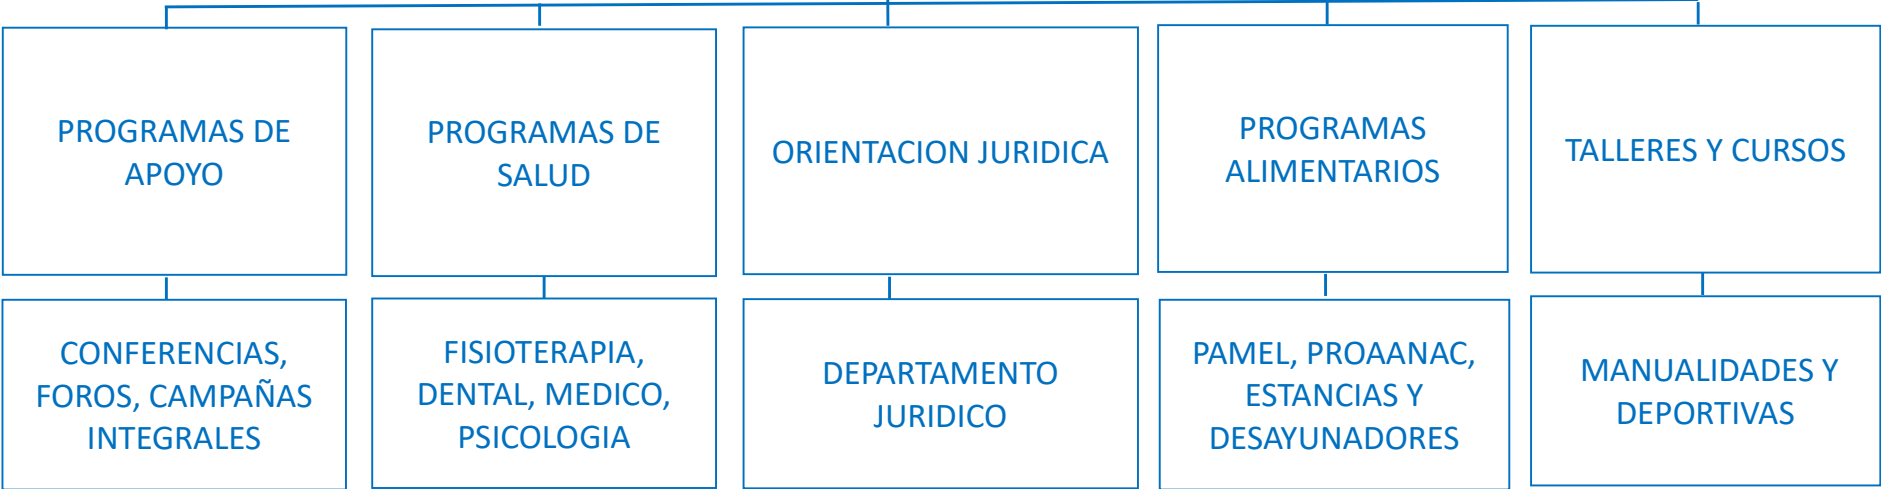 PROGRAMAS DE
APOYO
PROGRAMAS DE
SALUD
ORIENTACION JURIDICA
PROGRAMAS
ALIMENTARIOS
TALLERES Y CURSOS
CONFERENCIAS,
FOROS, CAMPAÑAS
INTEGRALES
FISIOTERAPIA,
DENTAL, MEDICO,
PSICOLOGIA
DEPARTAMENTO
JURIDICO
PAMEL, PROAANAC,
ESTANCIAS Y
DESAYUNADORES
MANUALIDADES Y
DEPORTIVAS